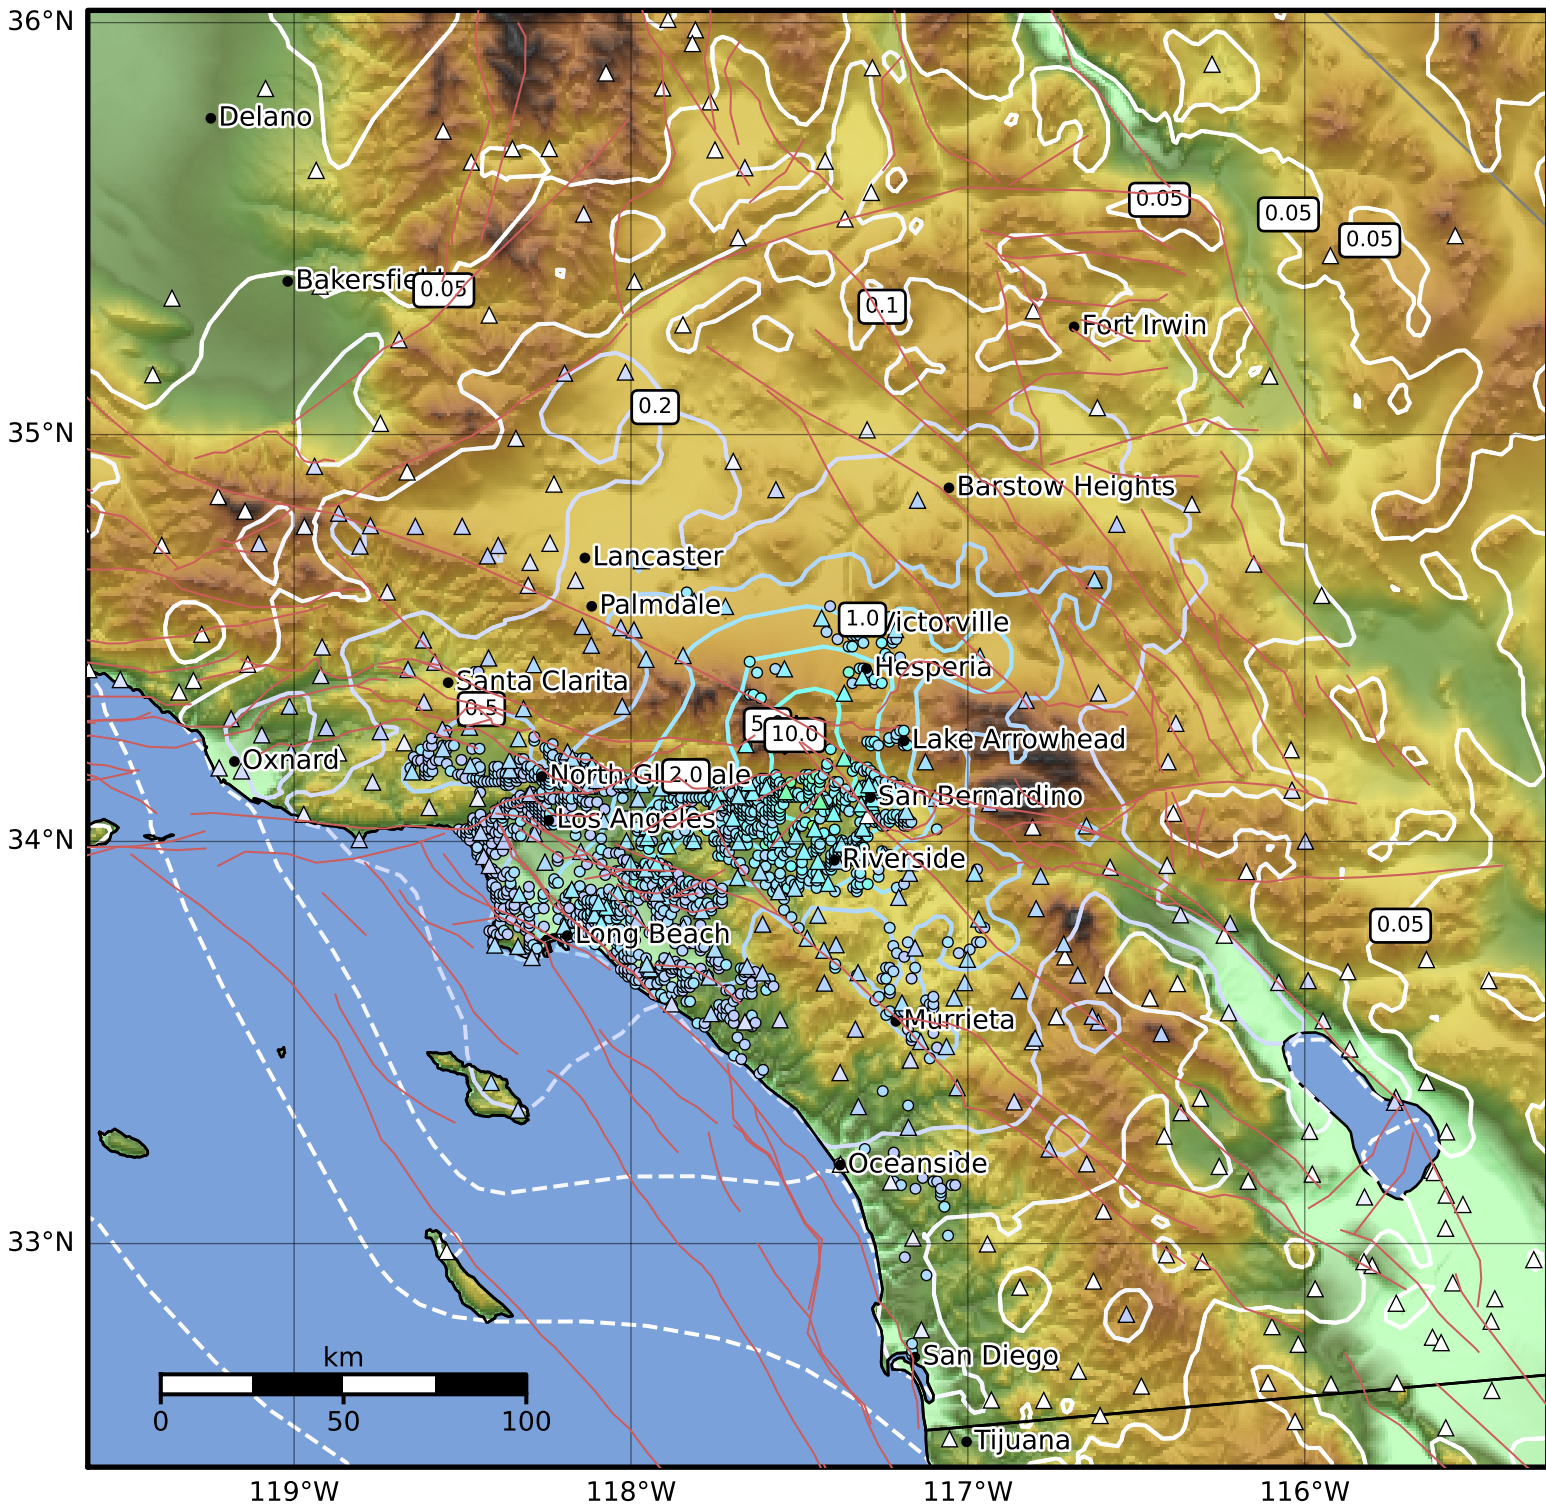 36°N
Delano
0.05
0.05
0.05
Bakersfie
0.05
0.1
Fort Irwin
0.2
35°N
Barstow Heights
Lancaster
Palmdale
1.0
Victorville
Hesperia
Santa Clarita
0.5
5
10.0
Lake Arrowhead
Oxnard
North Gl
2.0
ale
San Bernardino
Los Angeles
34°N
Riverside
0.05
Long Beach
Murrieta
Oceanside
33°N
km
San Diego
0
50
100
Tijuana
119°W
118°W
117°W
116°W